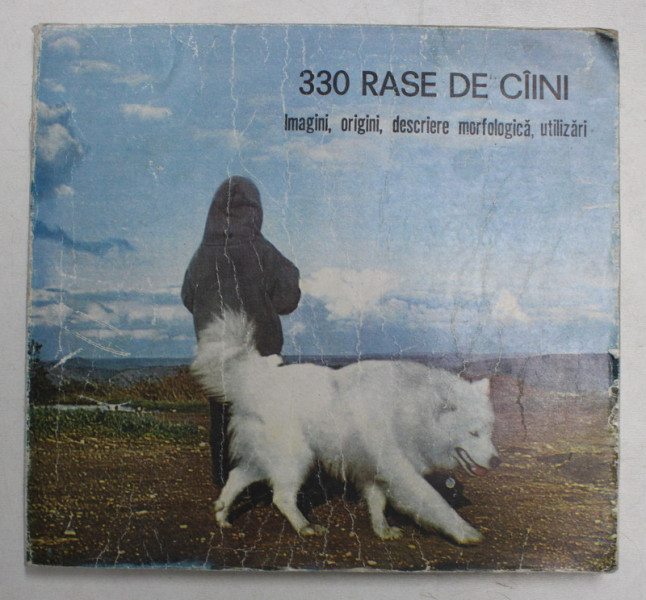 330 RASE DE CÎINI
Imagini, origini, descriere morfologică, utilizări